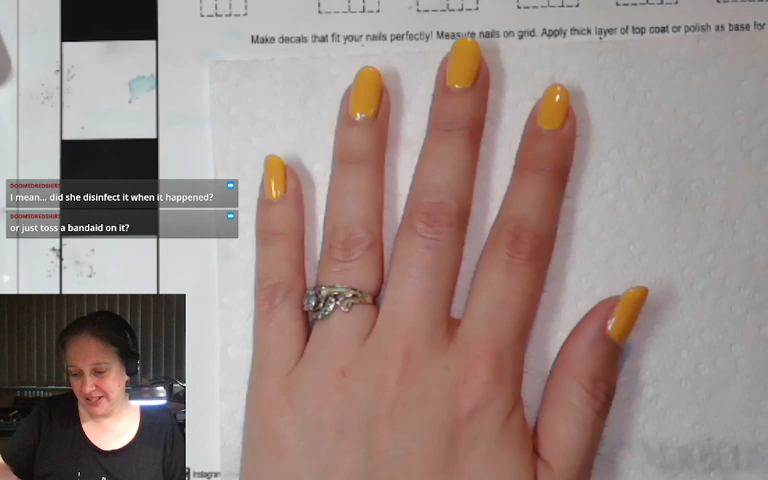 Make decals that fit your nails perfectly! Measure nails on grid. Apply thick layer of top coat or polish as base for
DOOMEDREDSHIRT
I mean... did she disinfect it when it happened?
DOOMEDREDSHIRT
or just toss a bandaid on it?
instagram